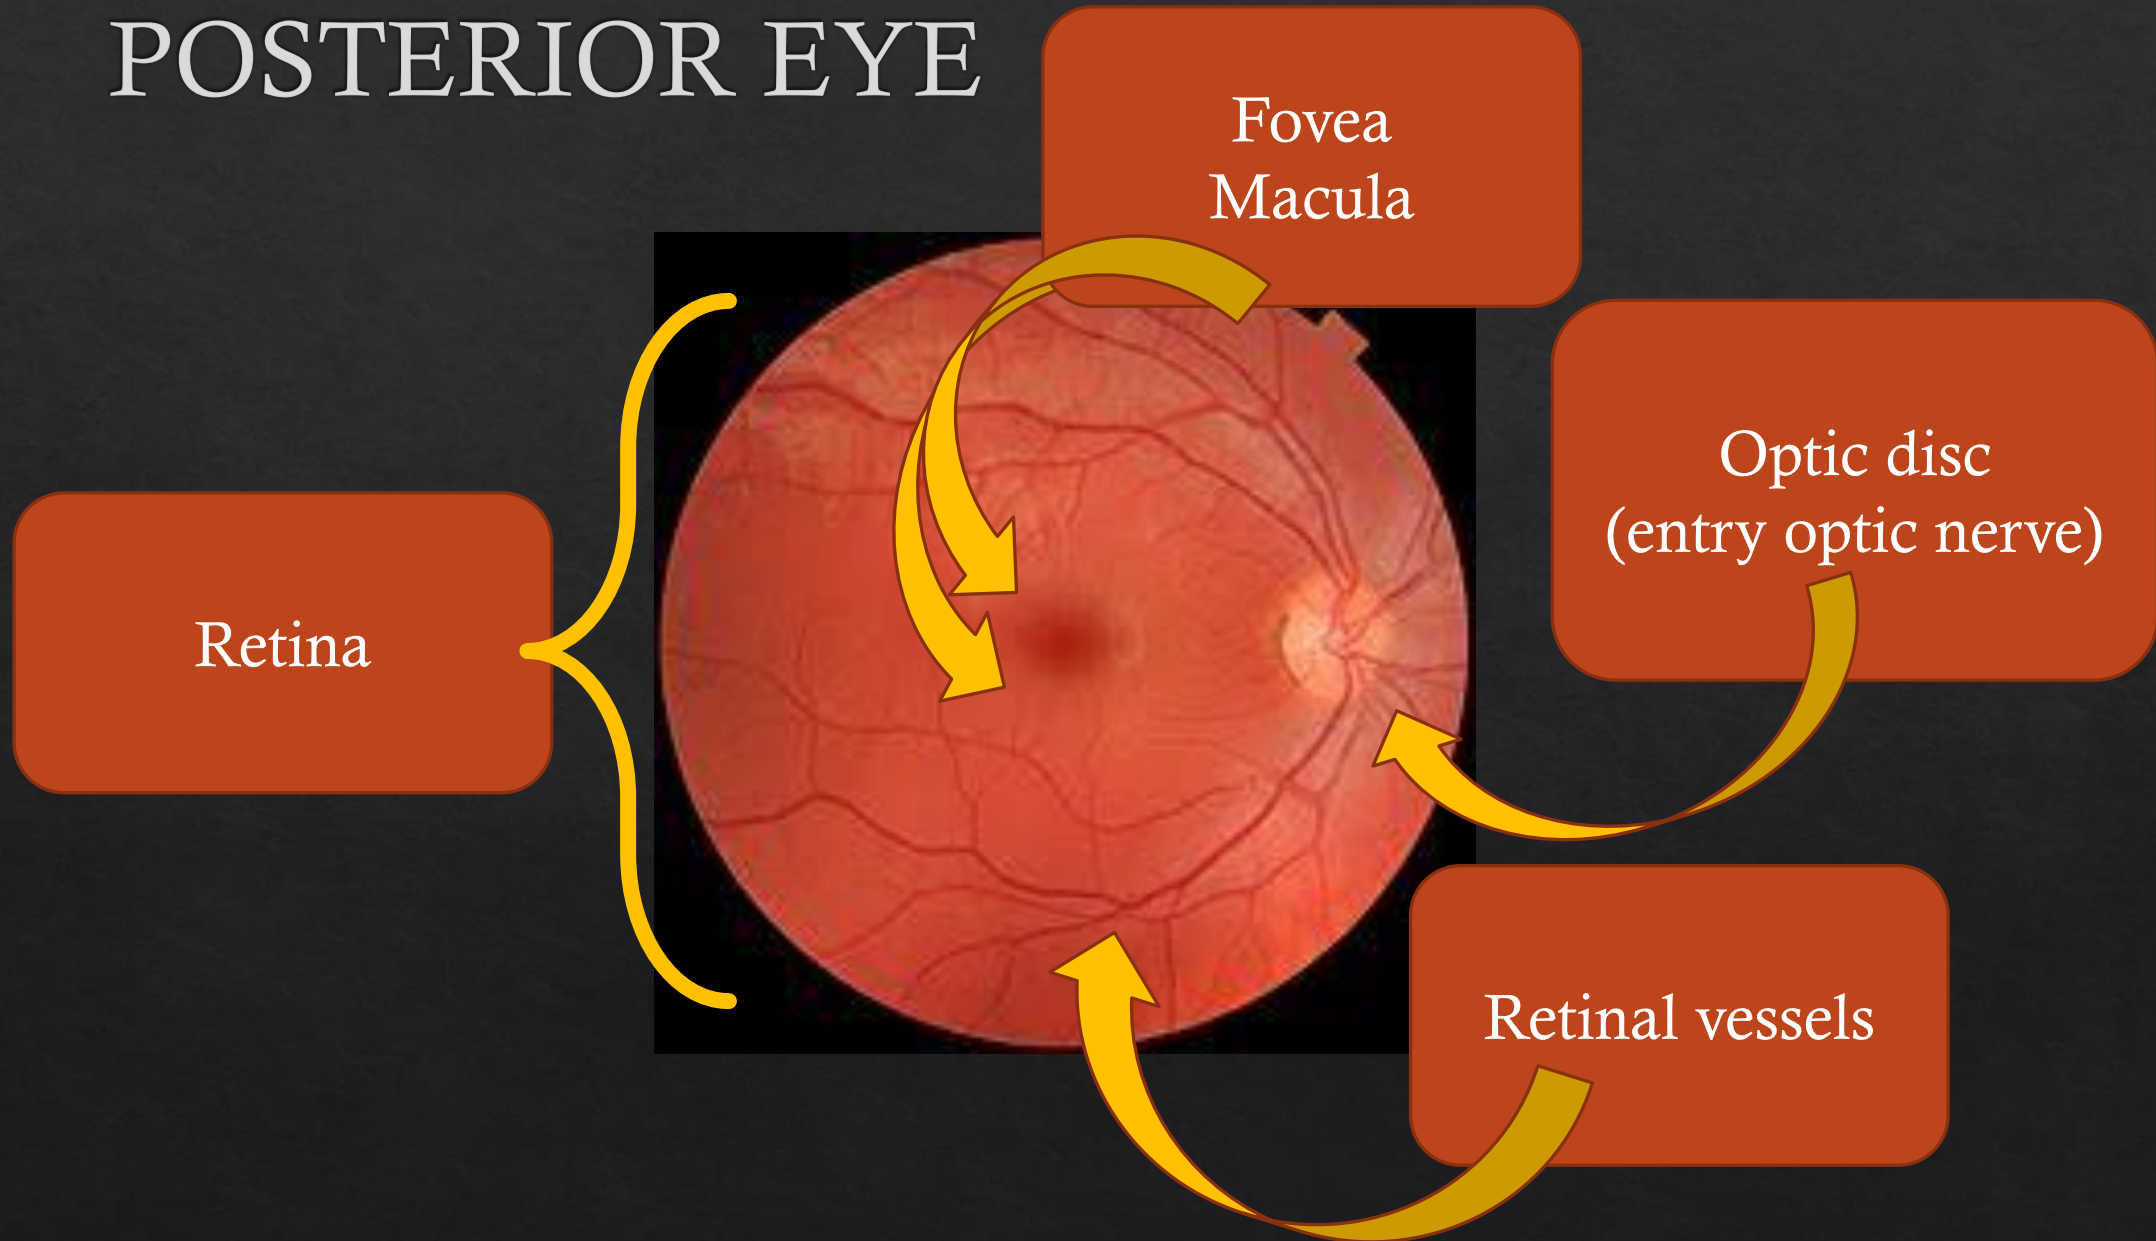 POSTERIOR EYE
Fovea
Macula
Optic disc
(entry optic nerve)
Retina
Retinal vessels